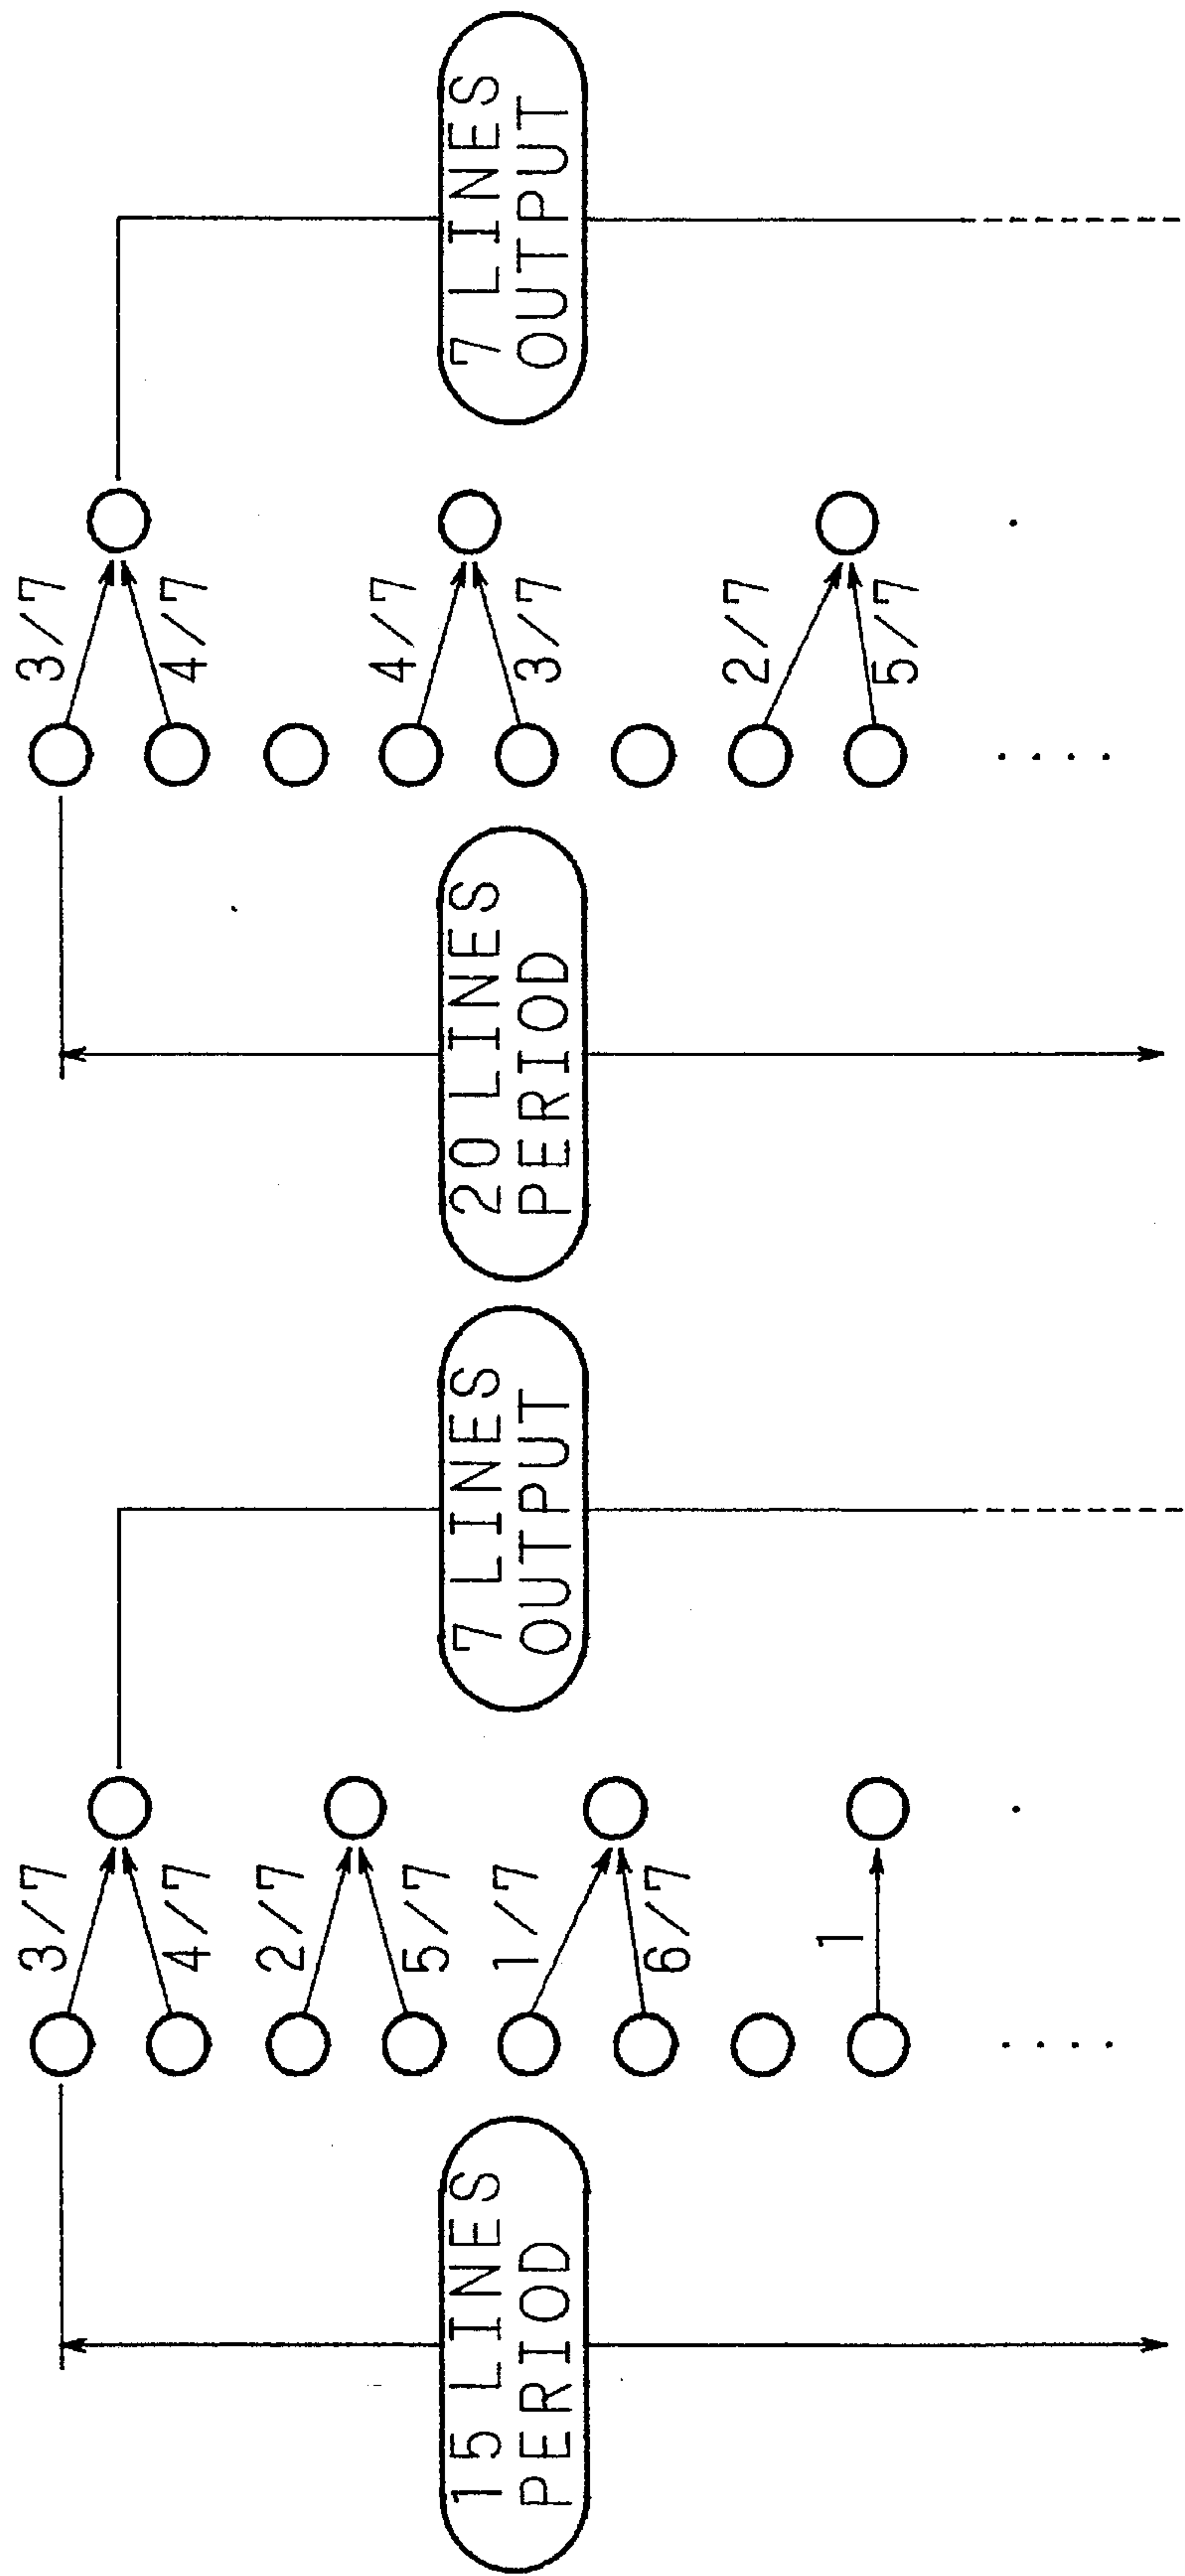 15 LINES
PERIOD
3/7
4/7
2/7
5/7
1/7
6/7
1
7 LINES
OUTPUT
20 LINES
PERIOD
3/7
4/7
4/7
3/7
2/7
5/7
7 LINES
OUTPUT